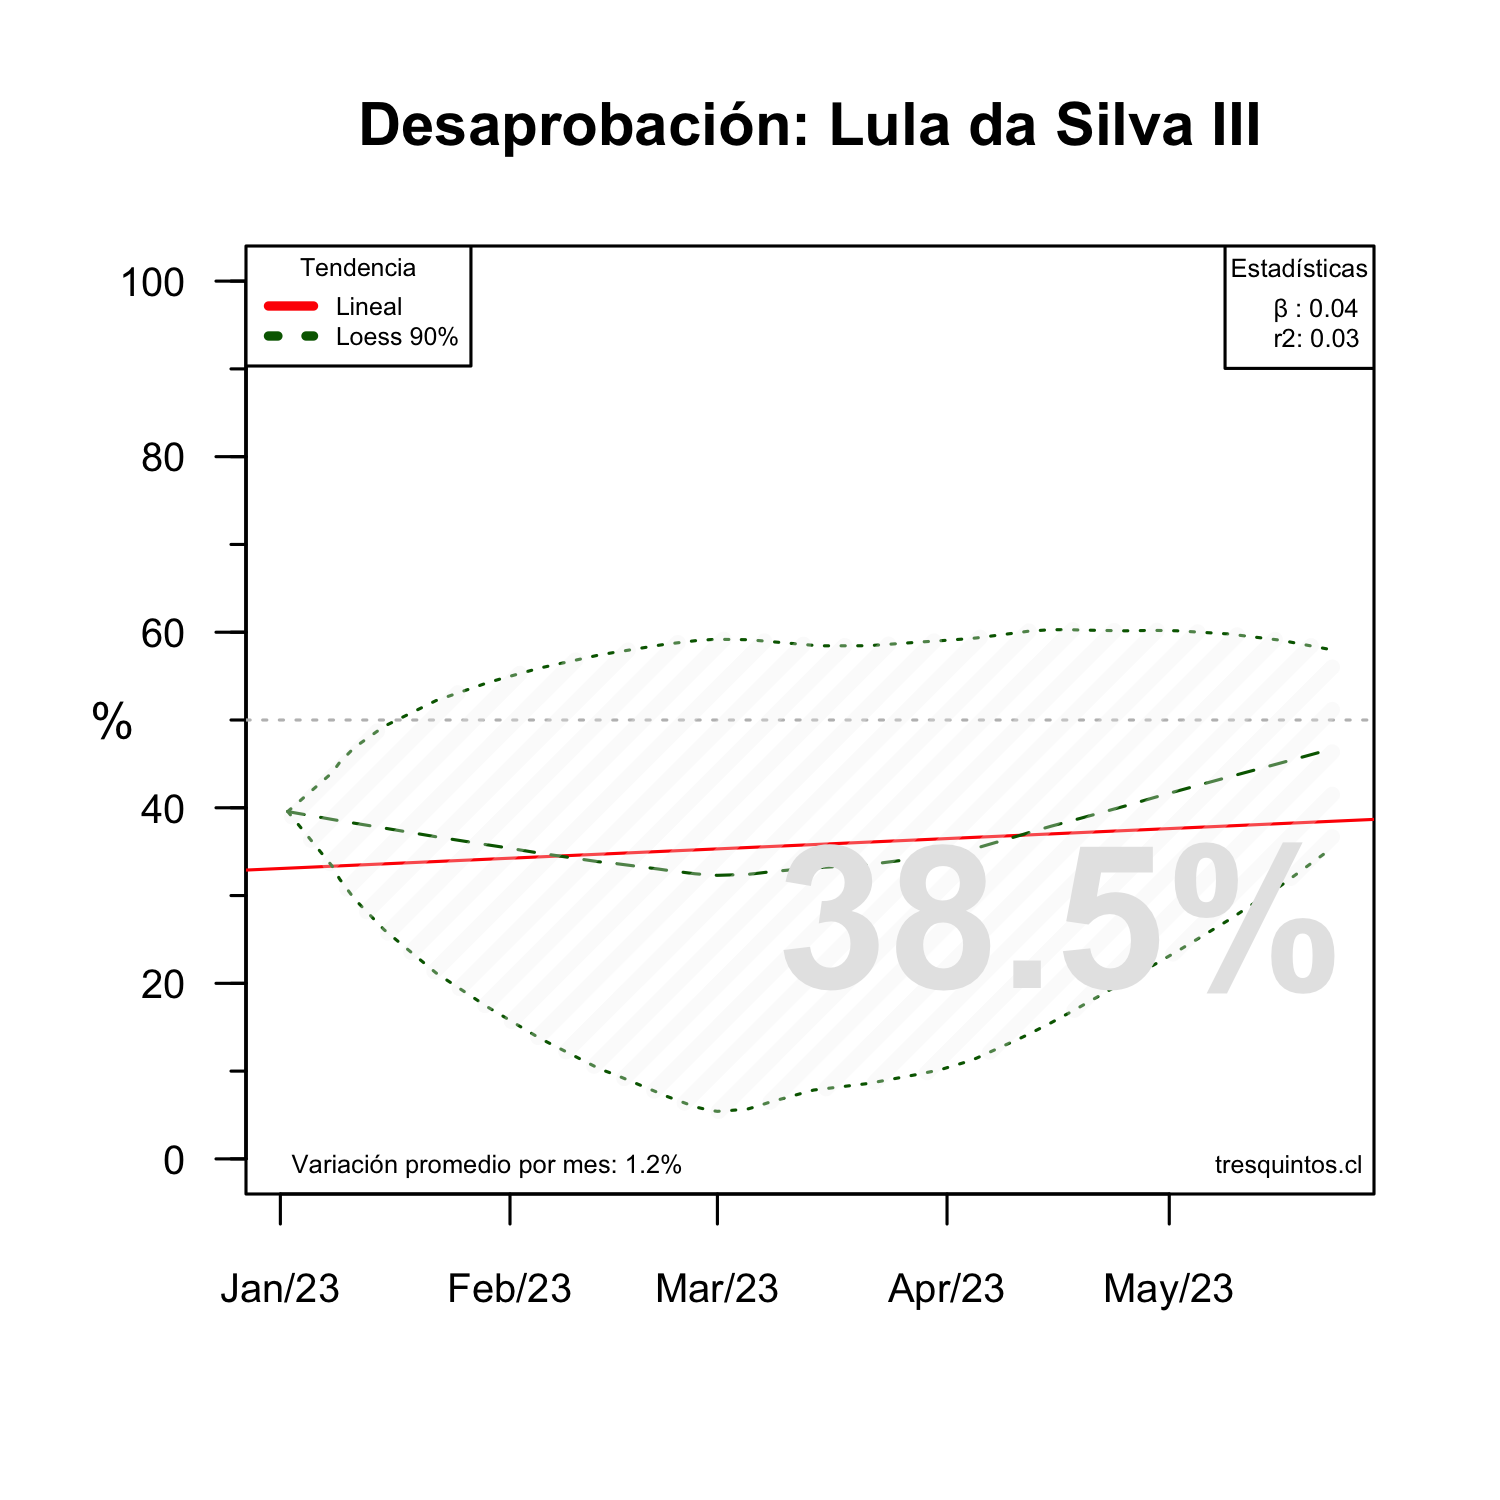 Desaprobación: Lula da Silva III
Tendencia
Lineal
Loess 90%
Estadísticas
β : 0.04
r2: 0.03
100
80
60
%
40
20
0
38.5%
Variación promedio por mes: 1.2%
tresquintos.cl
Jan/23 Feb/23 Mar/23 Apr/23 May/23